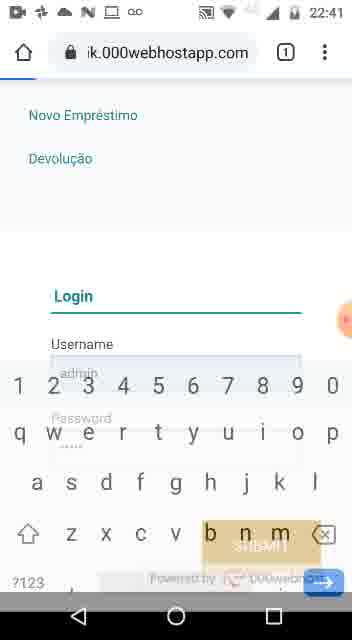 22:41
ik.000webhostapp.com
1
Novo Empréstimo
Devolução
Login
Username
admin
1 2 3 4 5 6 7 8 9 0
Password
q w e r t y u i o p
a s d f g h j k l
z x c v b n m
SUBMIT
?123 , .
Powered by 000webhost